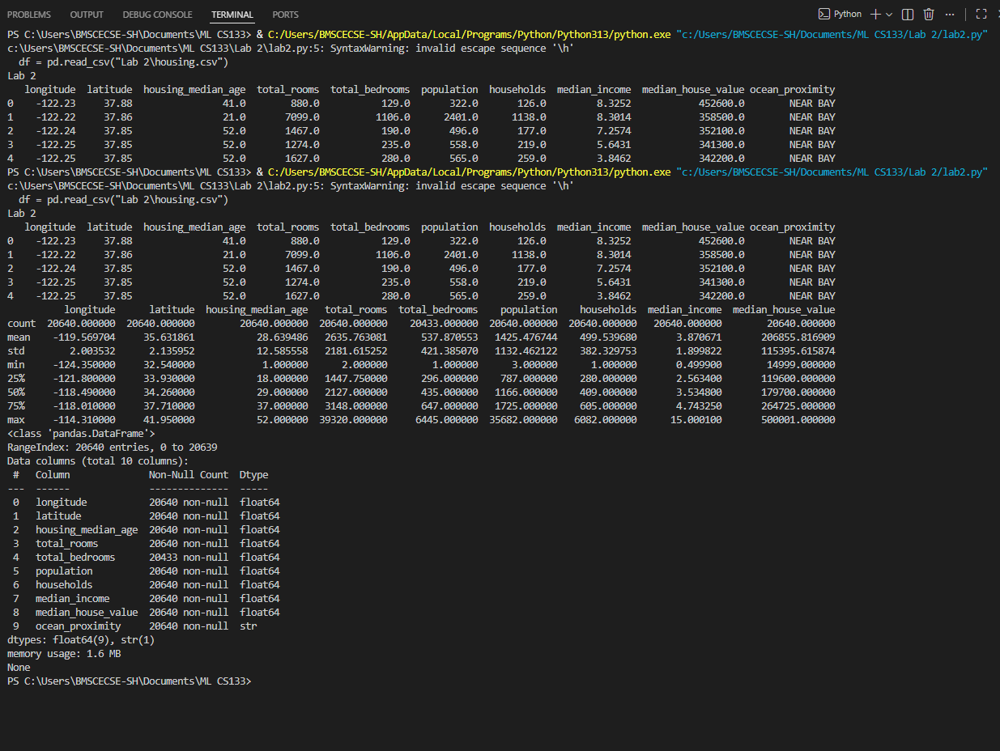 PROBLEMS OUTPUT DEBUG CONSOLE TERMINAL PORTS Python
PS C:\Users\BMSCECSE-SH\Documents\ML CS133> & C:/Users/BMSCECSE-SH/AppData/Local/Programs/Python/Python313/python.exe "c:/Users/BMSCECSE-SH/Documents/ML CS133/Lab 2/lab2.py"
c:\Users\BMSCECSE-SH\Documents\ML CS133\Lab 2\lab2.py:5: SyntaxWarning: invalid escape sequence '\h'
  df = pd.read_csv("Lab 2\housing.csv")
Lab 2
   longitude  latitude  housing_median_age  total_rooms  total_bedrooms  population  households  median_income  median_house_value ocean_proximity
0    -122.23     37.88                41.0        880.0           129.0       322.0       126.0         8.3252            452600.0        NEAR BAY
1    -122.22     37.86                21.0       7099.0          1106.0      2401.0      1138.0         8.3014            358500.0        NEAR BAY
2    -122.24     37.85                52.0       1467.0           190.0       496.0       177.0         7.2574            352100.0        NEAR BAY
3    -122.25     37.85                52.0       1274.0           235.0       558.0       219.0         5.6431            341300.0        NEAR BAY
4    -122.25     37.85                52.0       1627.0           280.0       565.0       259.0         3.8462            342200.0        NEAR BAY
PS C:\Users\BMSCECSE-SH\Documents\ML CS133> & C:/Users/BMSCECSE-SH/AppData/Local/Programs/Python/Python313/python.exe "c:/Users/BMSCECSE-SH/Documents/ML CS133/Lab 2/lab2.py"
c:\Users\BMSCECSE-SH\Documents\ML CS133\Lab 2\lab2.py:5: SyntaxWarning: invalid escape sequence '\h'
  df = pd.read_csv("Lab 2\housing.csv")
Lab 2
   longitude  latitude  housing_median_age  total_rooms  total_bedrooms  population  households  median_income  median_house_value ocean_proximity
0    -122.23     37.88                41.0        880.0           129.0       322.0       126.0         8.3252            452600.0        NEAR BAY
1    -122.22     37.86                21.0       7099.0          1106.0      2401.0      1138.0         8.3014            358500.0        NEAR BAY
2    -122.24     37.85                52.0       1467.0           190.0       496.0       177.0         7.2574            352100.0        NEAR BAY
3    -122.25     37.85                52.0       1274.0           235.0       558.0       219.0         5.6431            341300.0        NEAR BAY
4    -122.25     37.85                52.0       1627.0           280.0       565.0       259.0         3.8462            342200.0        NEAR BAY
          longitude      latitude  housing_median_age   total_rooms  total_bedrooms    population    households  median_income  median_house_value
count  20640.000000  20640.000000        20640.000000  20640.000000    20433.000000  20640.000000  20640.000000   20640.000000        20640.000000
mean    -119.569704     35.631861           28.639486   2635.763081      537.870553   1425.476744    499.539680       3.870671       206855.816909
std        2.003532      2.135952           12.585558   2181.615252      421.385070   1132.462122    382.329753       1.899822       115395.615874
min     -124.350000     32.540000            1.000000      2.000000        1.000000      3.000000      1.000000       0.499900        14999.000000
25%     -121.800000     33.930000           18.000000   1447.750000      296.000000    787.000000    280.000000       2.563400       119600.000000
50%     -118.490000     34.260000           29.000000   2127.000000      435.000000   1166.000000    409.000000       3.534800       179700.000000
75%     -118.010000     37.710000           37.000000   3148.000000      647.000000   1725.000000    605.000000       4.743250       264725.000000
max     -114.310000     41.950000           52.000000  39320.000000     6445.000000  35682.000000   6082.000000      15.000100       500001.000000
<class 'pandas.DataFrame'>
RangeIndex: 20640 entries, 0 to 20639
Data columns (total 10 columns):
 #   Column              Non-Null Count  Dtype
---  ------              --------------  -----
 0   longitude           20640 non-null  float64
 1   latitude            20640 non-null  float64
 2   housing_median_age  20640 non-null  float64
 3   total_rooms         20640 non-null  float64
 4   total_bedrooms      20433 non-null  float64
 5   population          20640 non-null  float64
 6   households          20640 non-null  float64
 7   median_income       20640 non-null  float64
 8   median_house_value  20640 non-null  float64
 9   ocean_proximity     20640 non-null  str
dtypes: float64(9), str(1)
memory usage: 1.6 MB
None
PS C:\Users\BMSCECSE-SH\Documents\ML CS133>